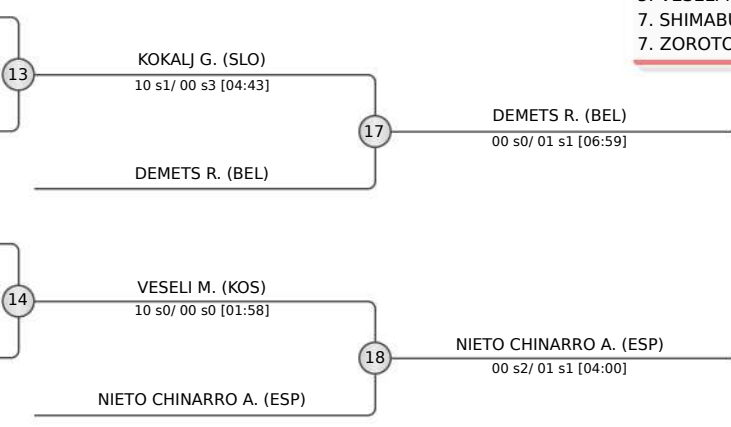 7. SHIMABU
7. ZOROTO
KOKALJ G. (SLO)
13
10 s1/ 00 s3 [04:43]
DEMETS R. (BEL)
17
00 s0/ 01 s1 [06:59]
DEMETS R. (BEL)
VESELI M. (KOS)
14
10 s0/ 00 s0 [01:58]
NIETO CHINARRO A. (ESP)
18
00 s2/ 01 s1 [04:00]
NIETO CHINARRO A. (ESP)